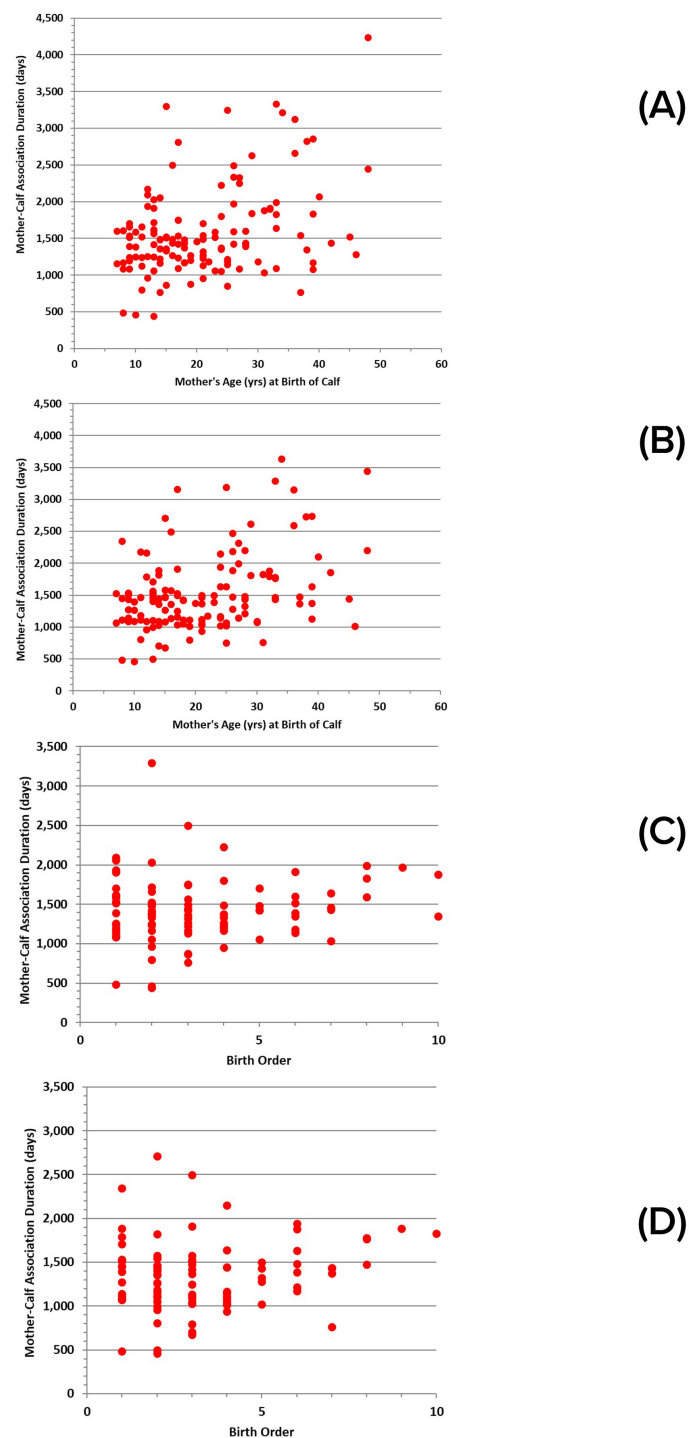 4,500
4,000
3,500
3,000
2,500
2,000
1,500
1,000
500
0
Mother-Calf Association Duration (days)
0 10 20 30 40 50 60
Mother's Age (yrs) at Birth of Calf
(A)
4,500
4,000
3,500
3,000
2,500
2,000
1,500
1,000
500
0
Mother-Calf Association Duration (days)
0 10 20 30 40 50 60
Mother's Age (yrs) at Birth of Calf
(B)
3,500
3,000
2,500
2,000
1,500
1,000
500
0
Mother-Calf Association Duration (days)
0 5 10
Birth Order
(C)
3,500
3,000
2,500
2,000
1,500
1,000
500
0
Mother-Calf Association Duration (days)
0 5 10
Birth Order
(D)